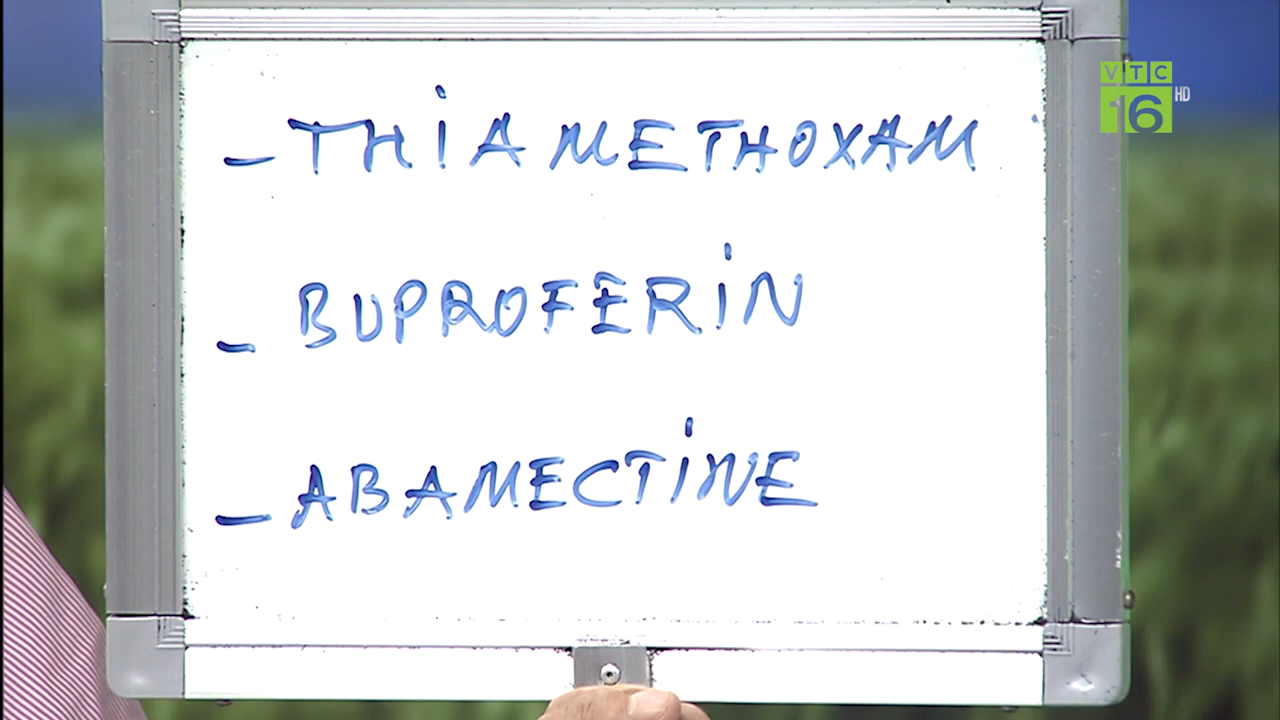 VTC
16 HD
- THiAMETHOXAM
- BUPROFERiN
- ABAMECTiNE